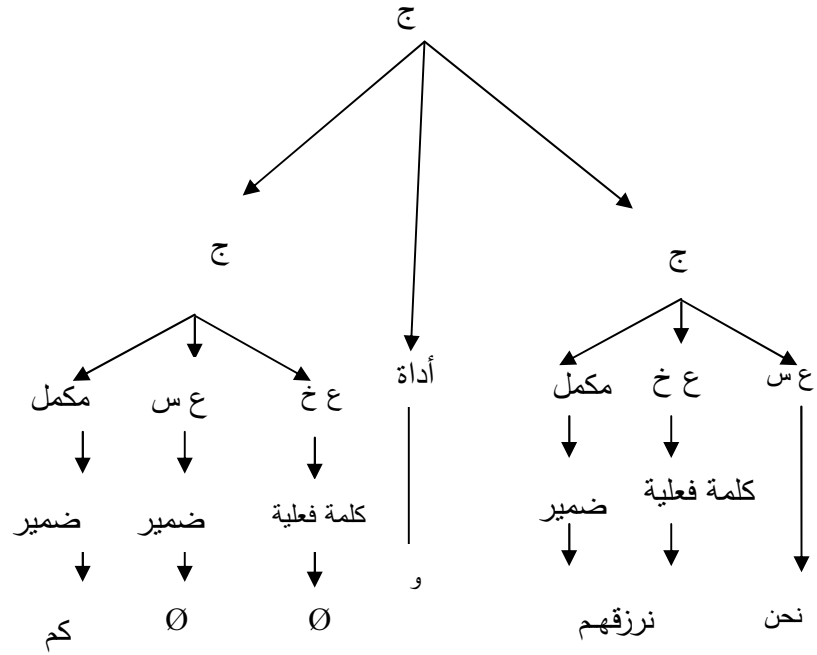 ج
ج ج
ع س ع خ مكمل أداة ع خ ع س مكمل
كلمة فعلية ضمير كلمة فعلية ضمير ضمير
نحن نرزقهم و Ø Ø كم